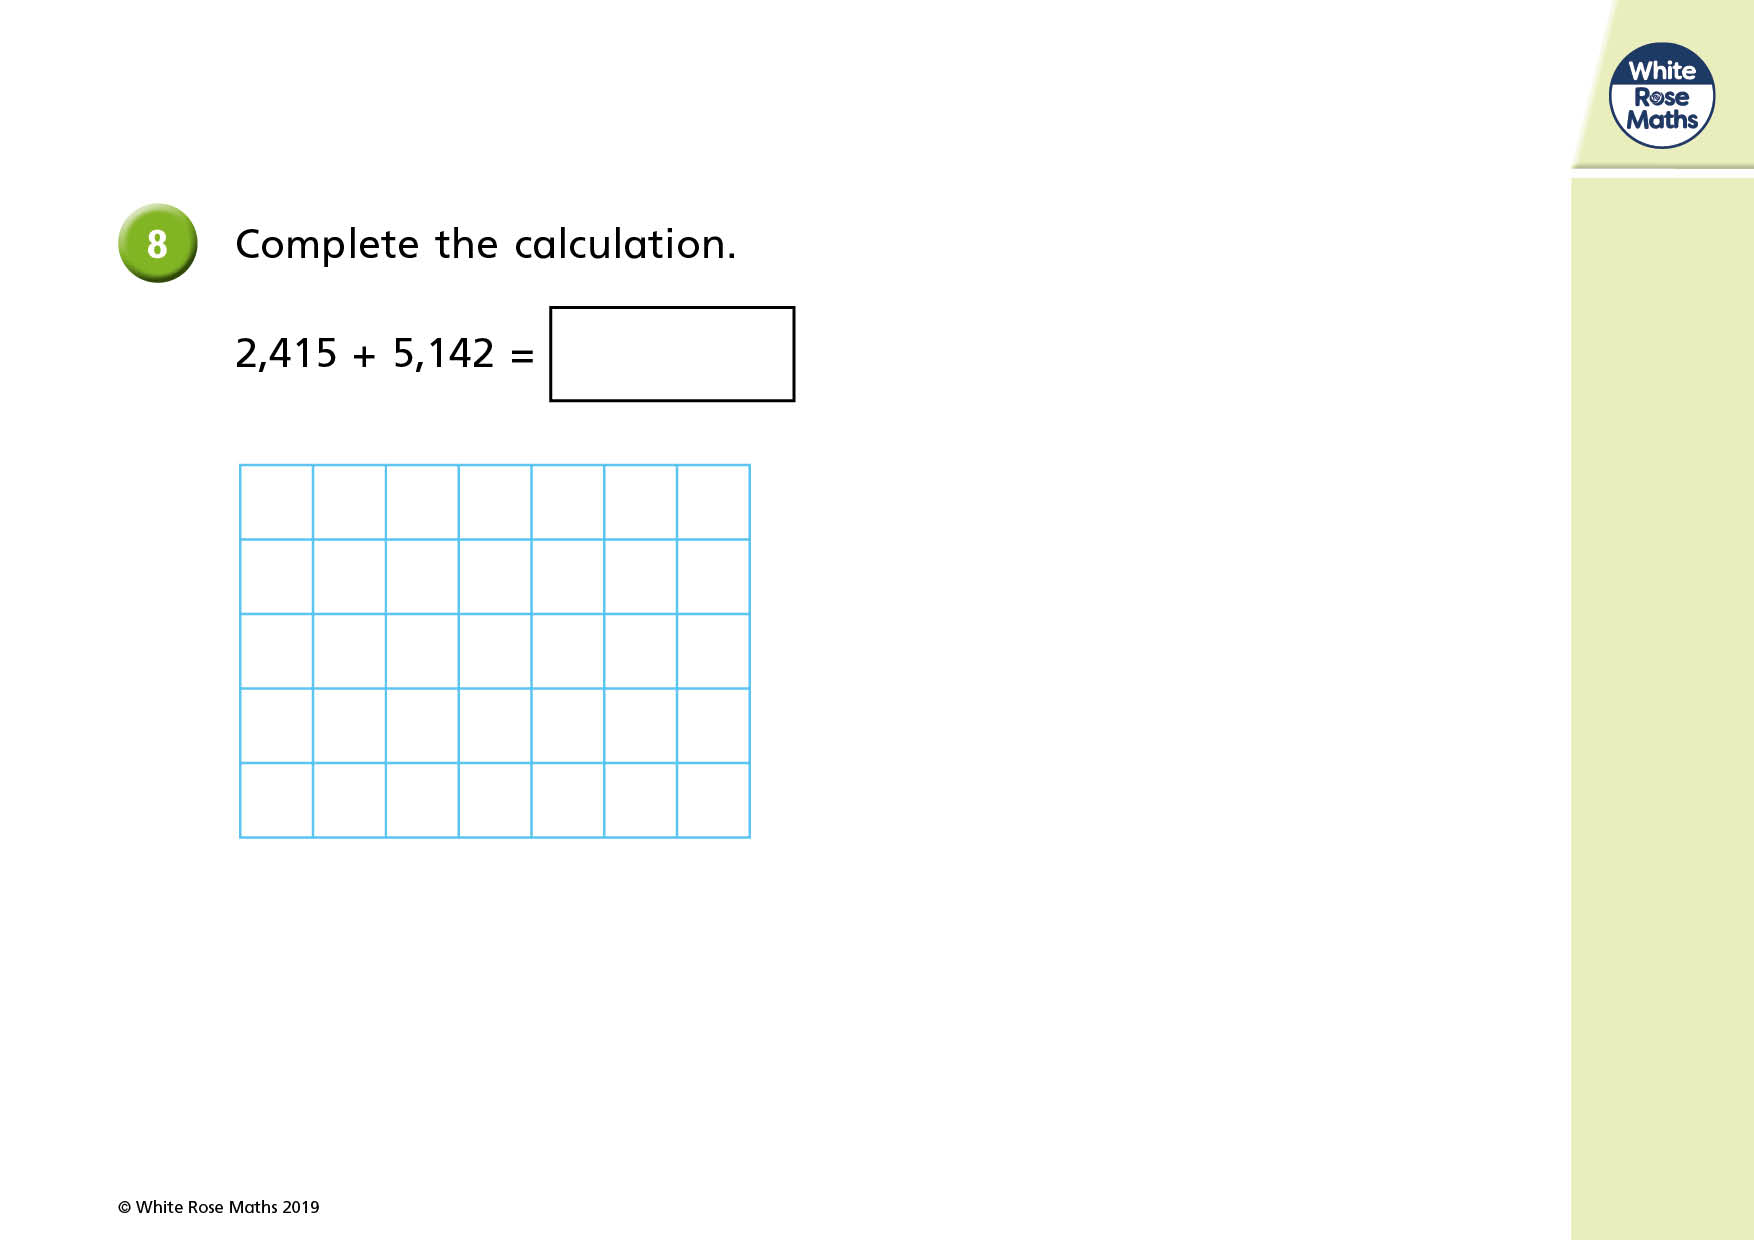 White
Rose
Maths
8 Complete the calculation.
2,415 + 5,142 =
© White Rose Maths 2019